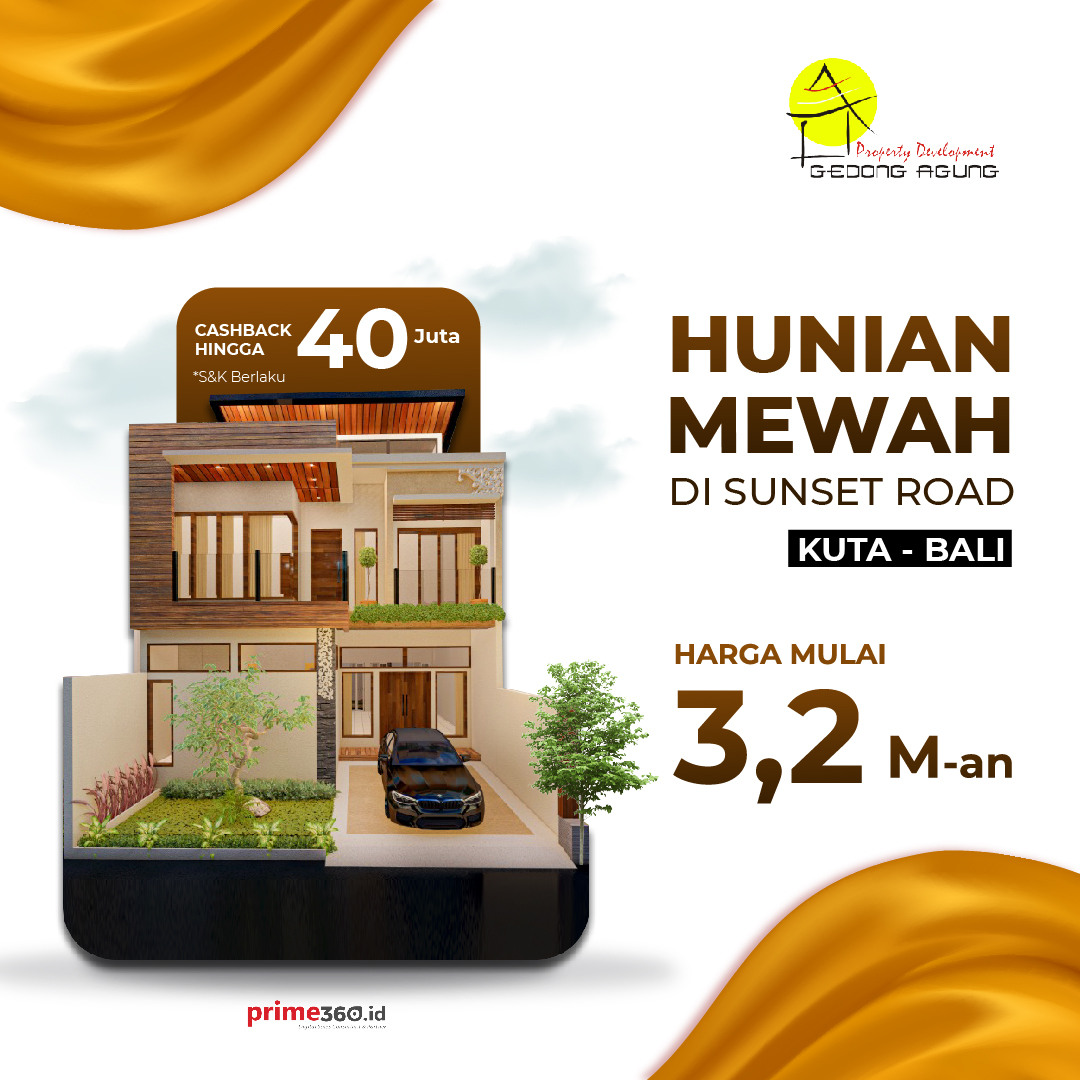 Property Development
GEDONG AGUNG
CASHBACK
HINGGA
40 Juta
*S&K Berlaku
HUNIAN
MEWAH
DI SUNSET ROAD
KUTA - BALI
HARGA MULAI
3,2 M-an
prime360.id